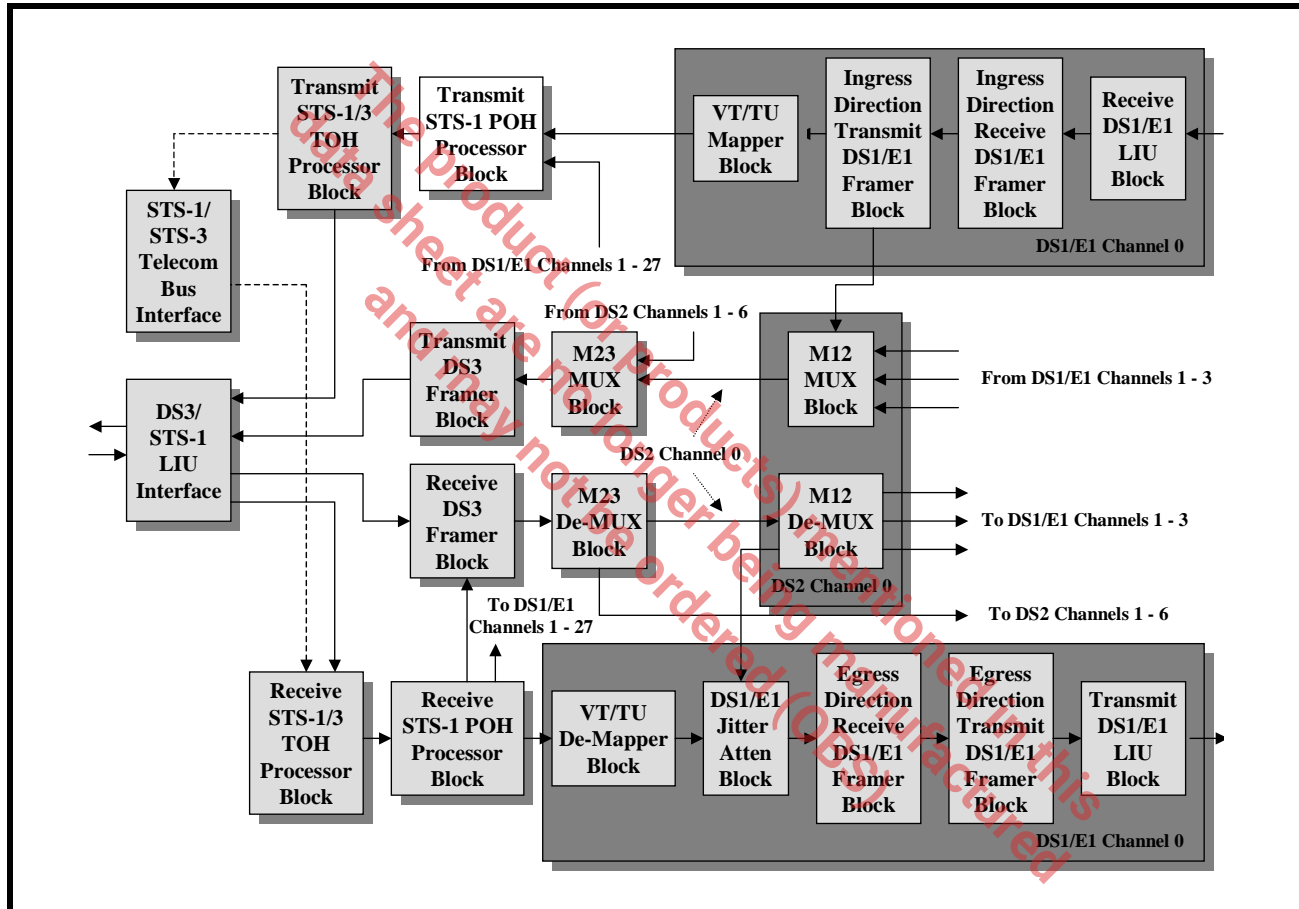 Transmit
STS-1/3
TOH
Processor
Block
Transmit
STS-1 POH
Processor
Block
VT/TU
Mapper
Block
Ingress
Direction
Transmit
DS1/E1
Framer
Block
Ingress
Direction
Receive
DS1/E1
Framer
Block
Receive
DS1/E1
LIU
Block
DS1/E1 Channel 0
STS-1/
STS-3
Telecom
Bus
Interface
From DS1/E1 Channels 1 - 27
From DS2 Channels 1 - 6
Transmit
DS3
Framer
Block
M23
MUX
Block
M12
MUX
Block
From DS1/E1 Channels 1 - 3
DS3/
STS-1
LIU
Interface
DS2 Channel 0
Receive
DS3
Framer
Block
M23
De-MUX
Block
M12
De-MUX
Block
To DS1/E1 Channels 1 - 3
DS2 Channel 0
To DS1/E1
Channels 1 - 27
To DS2 Channels 1 - 6
Receive
STS-1/3
TOH
Processor
Block
Receive
STS-1 POH
Processor
Block
VT/TU
De-Mapper
Block
DS1/E1
Jitter
Atten
Block
Egress
Direction
Receive
DS1/E1
Framer
Block
Egress
Direction
Transmit
DS1/E1
Framer
Block
Transmit
DS1/E1
LIU
Block
DS1/E1 Channel 0
The product (or products) mentioned in this
data sheet are no longer being manufactured
and may not be ordered (OBS)